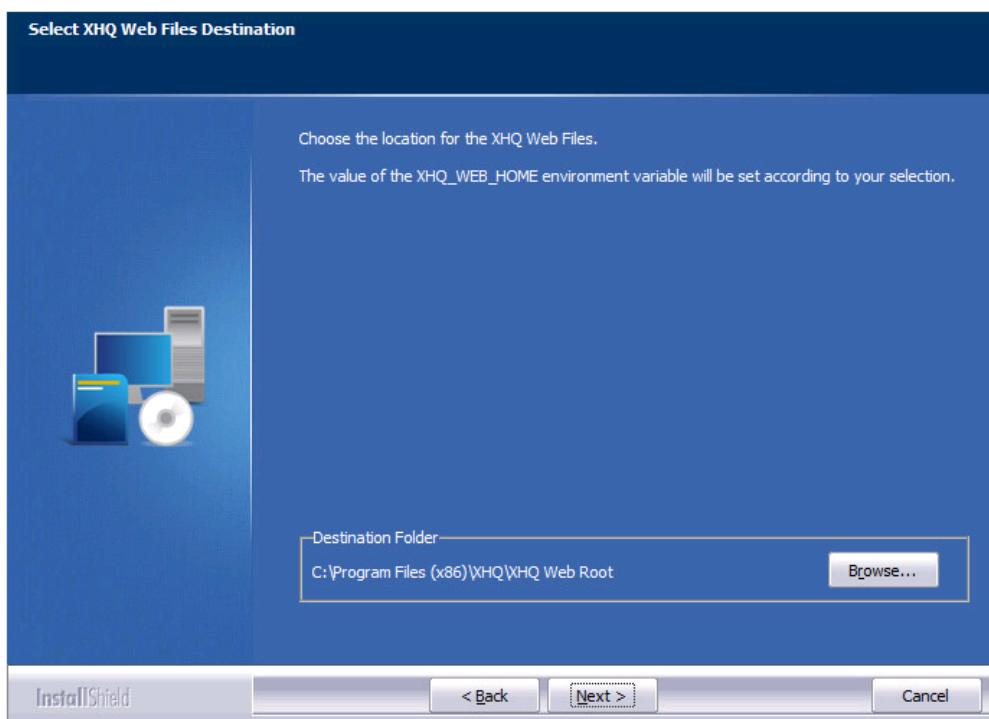 Select XHQ Web Files Destination
Choose the location for the XHQ Web Files.
The value of the XHQ_WEB_HOME environment variable will be set according to your selection.
Destination Folder
C:\Program Files (x86)\XHQ\XHQ Web Root
Browse...
InstallShield
< Back
Next >
Cancel